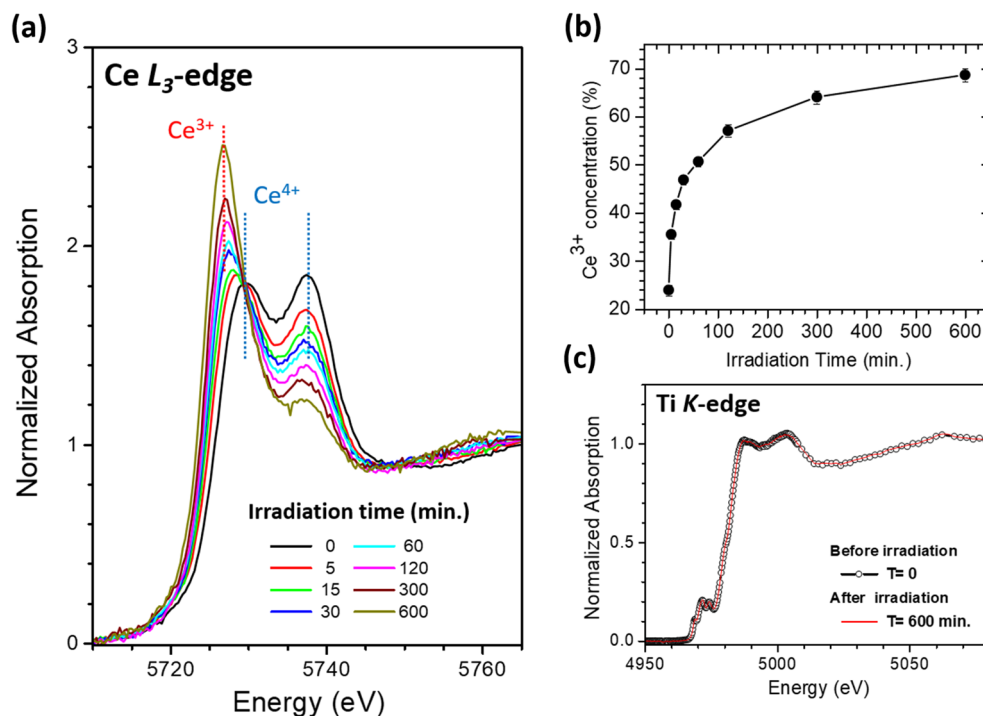 (a)
3
2
1
0
Ce L₃-edge
Ce³⁺
Ce⁴⁺
Normalized Absorption
Irradiation time (min.)
0 60
5 120
15 300
30 600
5720 5740 5760
Energy (eV)
(b)
70
60
50
40
30
20
Ce³⁺ concentration (%)
0 100 200 300 400 500 600
Irradiation Time (min.)
(c)
Ti K-edge
1.0
0.5
0.0
Normalized Absorption
Before irradiation
T= 0
After irradiation
T= 600 min.
4950 5000 5050
Energy (eV)